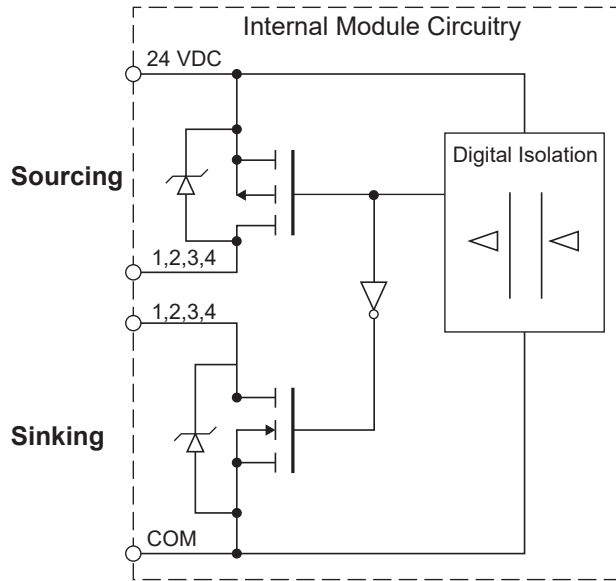 Internal Module Circuitry
24 VDC
Digital Isolation
Sourcing
1,2,3,4
1,2,3,4
Sinking
COM